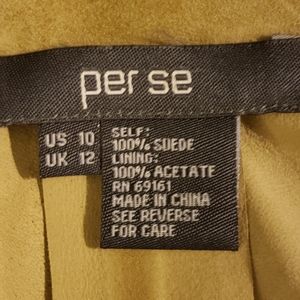 per se
US 10
UK 12
SELF:
100% SUEDE
LINING:
100% ACETATE
RN 69161
MADE IN CHINA
SEE REVERSE
FOR CARE